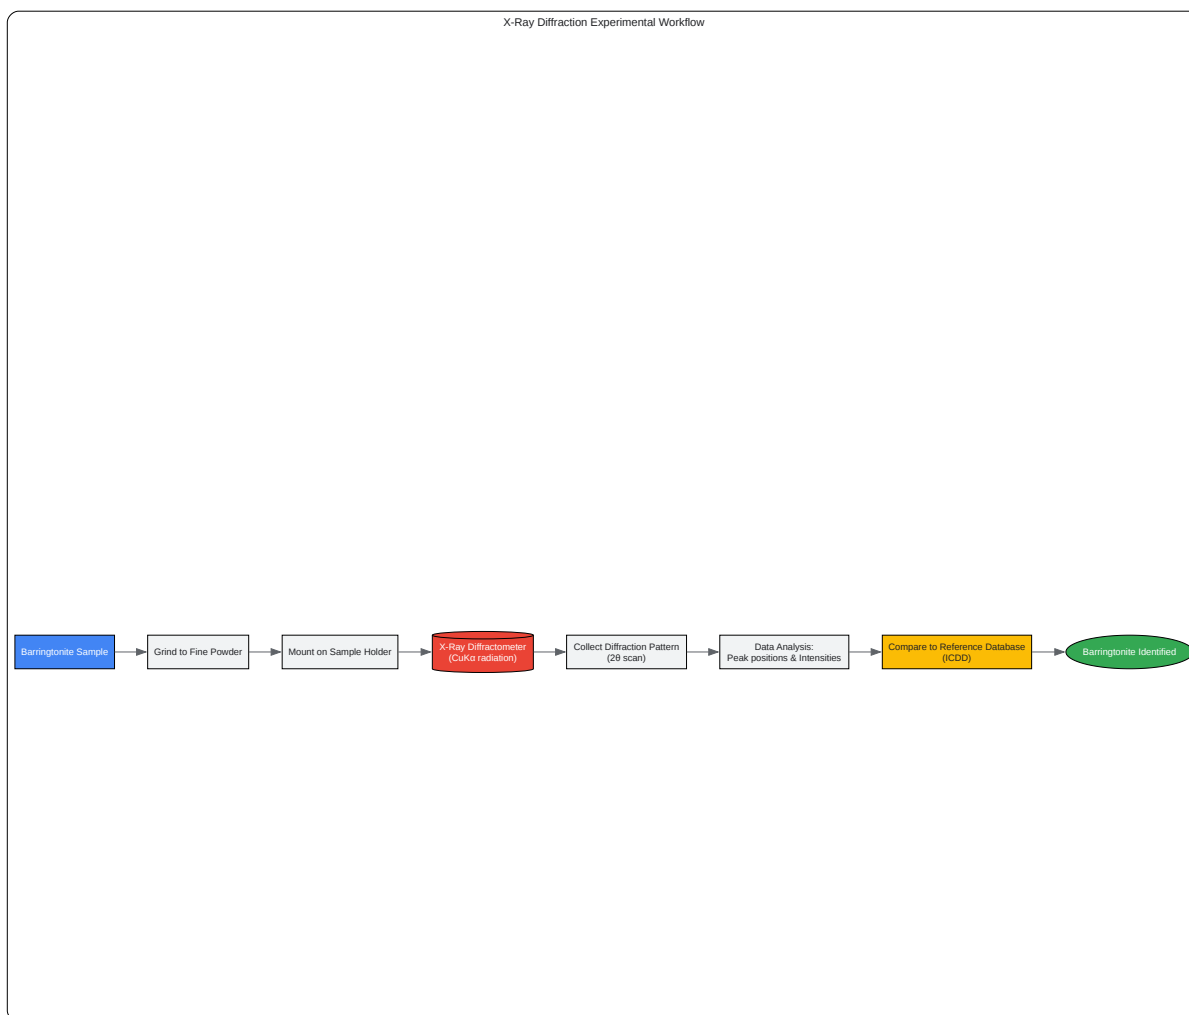 X-Ray Diffraction Experimental Workflow
Barringtonite Sample
Grind to Fine Powder
Mount on Sample Holder
X-Ray Diffractometer
(CuKα radiation)
Collect Diffraction Pattern
(2θ scan)
Data Analysis:
Peak positions & Intensities
Compare to Reference Database
(ICDD)
Barringtonite Identified